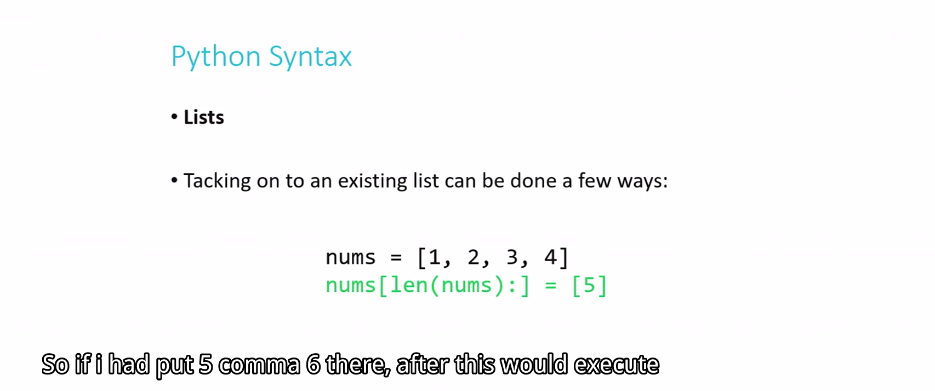 Python Syntax
• Lists
• Tacking on to an existing list can be done a few ways:
nums = [1, 2, 3, 4]
nums[len(nums):] = [5]
So if i had put 5 comma 6 there, after this would execute